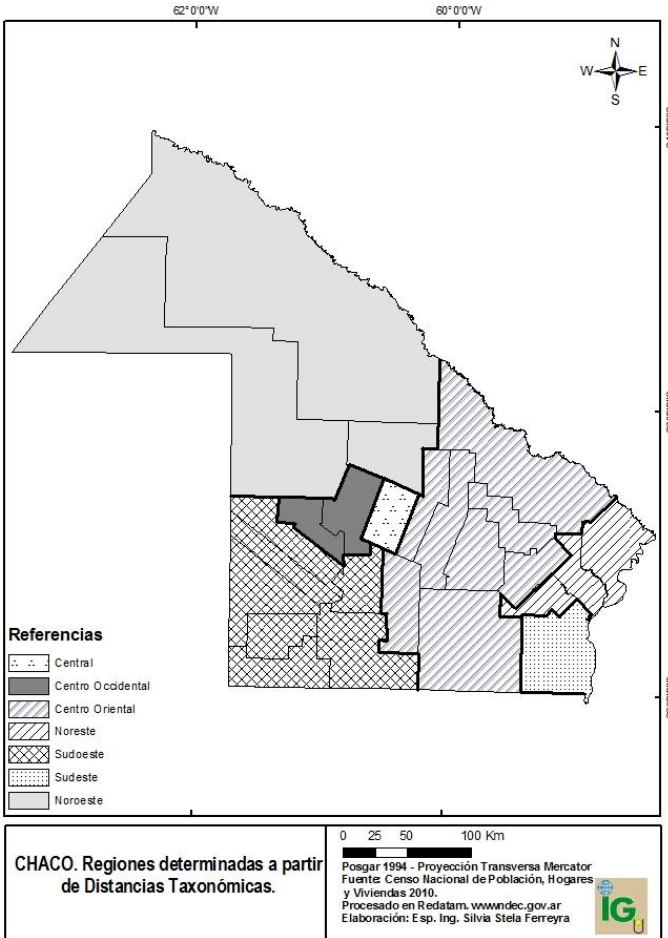 62°0'0"W 60°0'0"W
N
W E
S
Referencias
Central
Centro Occidental
Centro Oriental
Noreste
Sudoeste
Sudeste
Noroeste
CHACO. Regiones determinadas a partir
de Distancias Taxonómicas.
0 25 50 100 Km
Posgar 1994 - Proyección Transversa Mercator
Fuente Censo Nacional de Población, Hogares
y Viviendas 2010.
Procesado en Redatam. wwwndec.gov.ar
Elaboración: Esp. Ing. Silvia Stela Ferreyra
IG
U